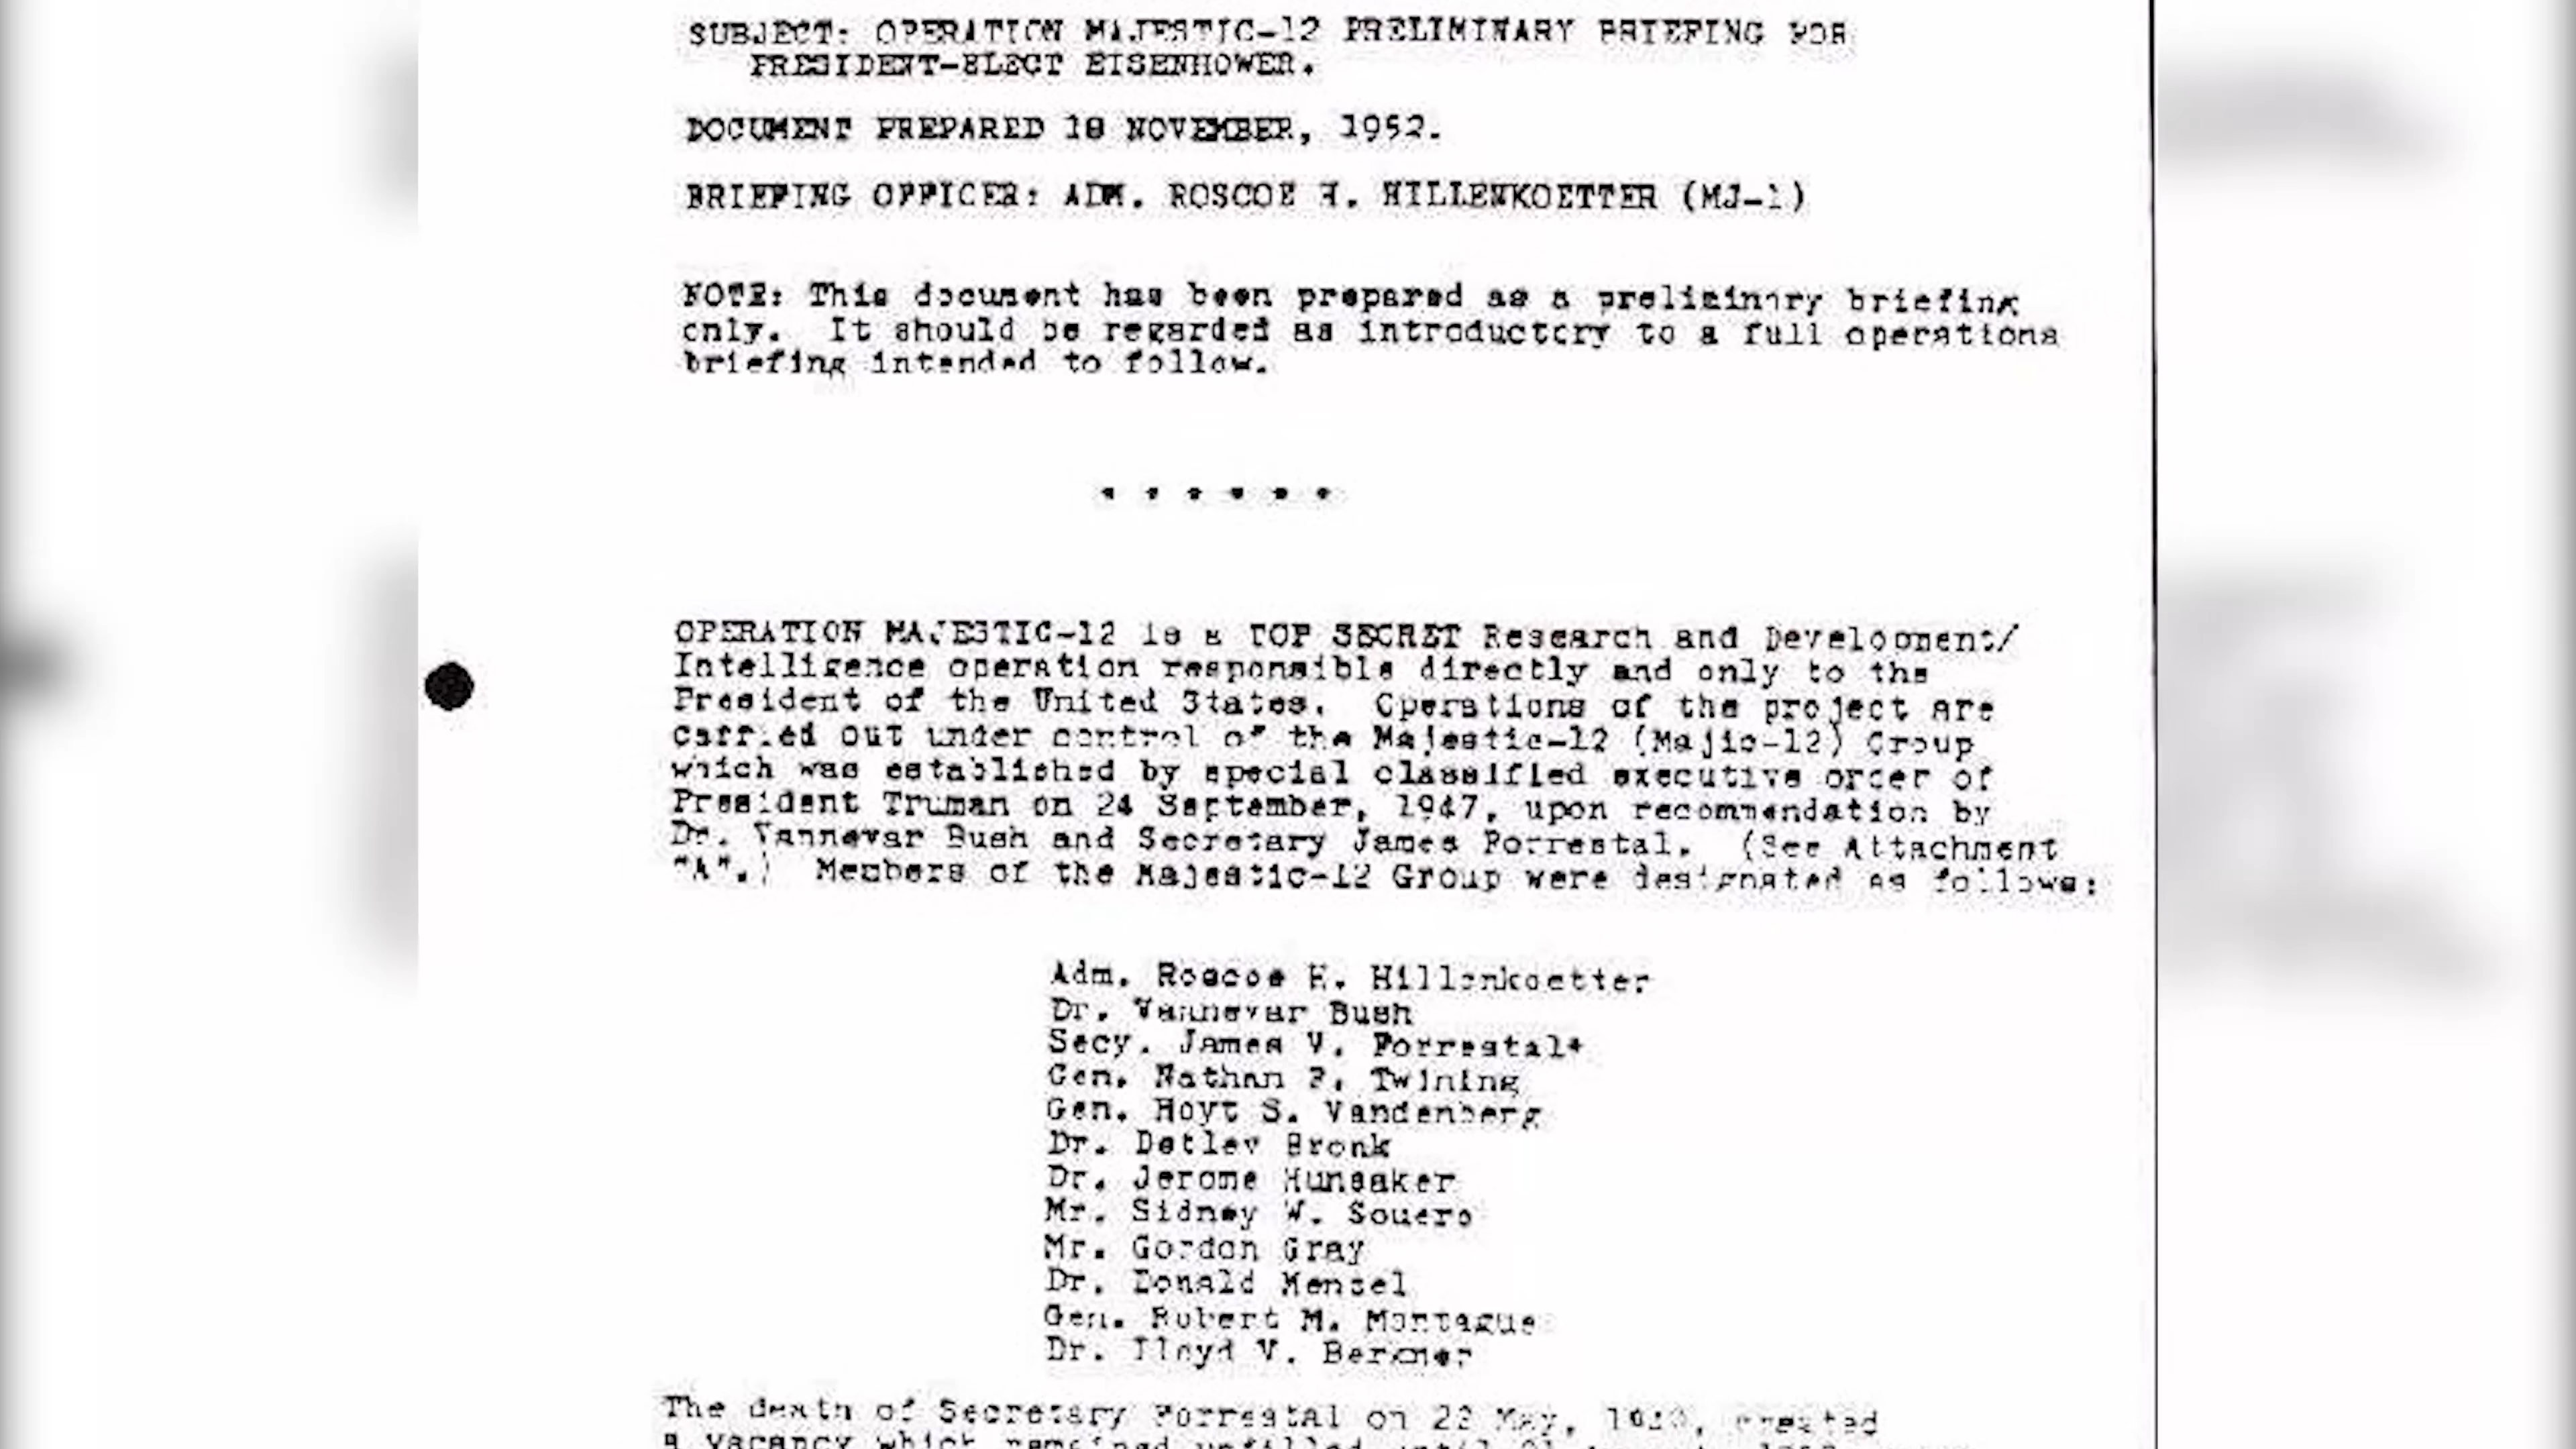 SUBJECT: OPERATION MAJESTIC-12 PRELIMINARY BRIEFING FOR
PRESIDENT-ELECT EISENHOWER.
DOCUMENT PREPARED 18 NOVEMBER, 1952.
BRIEFING OFFICER: ADM. ROSCOE H. HILLENKOETTER (MJ-1)
NOTE: This document has been prepared as a preliminary briefing
only. It should be regarded as introductory to a full operations
briefing intended to follow.
* * * * * *
OPERATION MAJESTIC-12 is a TOP SECRET Research and Development/
Intelligence operation responsible directly and only to the
President of the United States. Operations of the project are
carried out under control of the Majestic-12 (Majic-12) Group
which was established by special classified executive order of
President Truman on 24 September, 1947, upon recommendation by
Dr. Vannevar Bush and Secretary James Forrestal. (See Attachment
"A".) Members of the Majestic-12 Group were designated as follows:
Adm. Roscoe H. Hillenkoetter
Dr. Vannevar Bush
Secy. James V. Forrestal*
Gen. Nathan F. Twining
Gen. Hoyt S. Vandenberg
Dr. Detlev Bronk
Dr. Jerome Hunsaker
Mr. Sidney W. Souers
Mr. Gordon Gray
Dr. Donald Menzel
Gen. Robert M. Montague
Dr. Lloyd V. Berkner
The death of Secretary Forrestal on 22 May, created
a vacancy which remained unfilled until